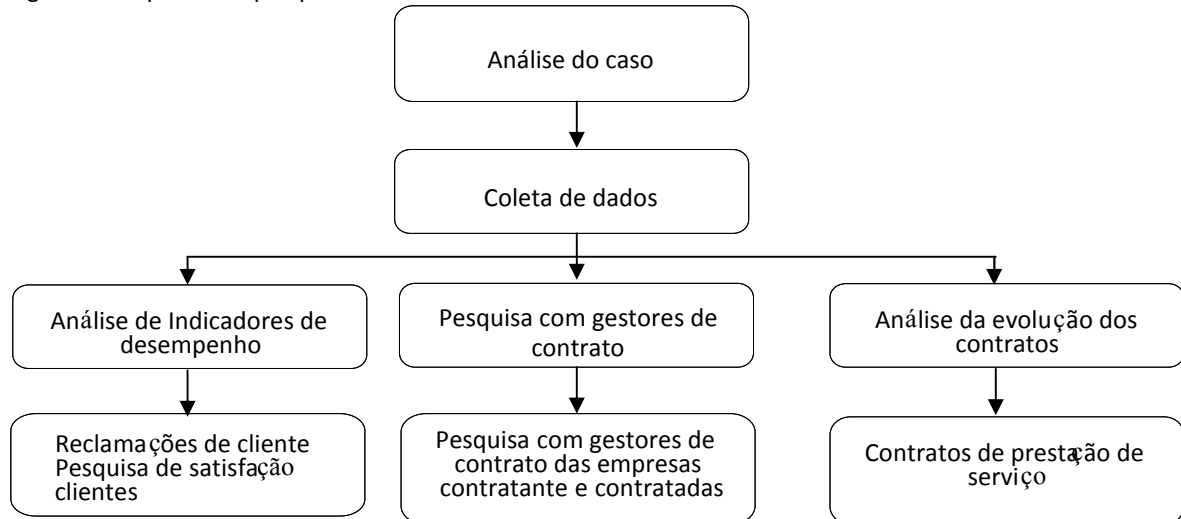 Análise do caso
Coleta de dados
Análise de Indicadores de
desempenho
Pesquisa com gestores de
contrato
Análise da evolução dos
contratos
Reclamações de cliente
Pesquisa de satisfação
clientes
Pesquisa com gestores de
contrato das empresas
contratante e contratadas
Contratos de prestação de
serviço